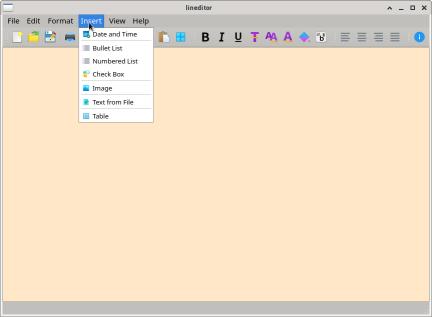 lineditor
File Edit Format Insert View Help
B I U T A A
Date and Time
Bullet List
Numbered List
Check Box
Image
Text from File
Table